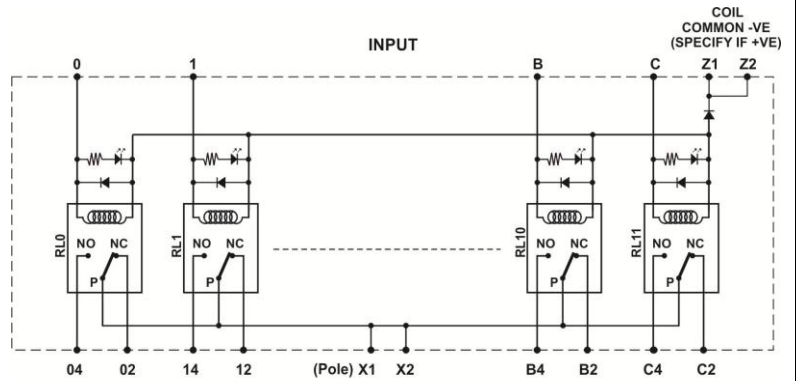 COIL
COMMON -VE
(SPECIFY IF +VE)
INPUT
0 1 B C Z1 Z2
RL0 NO NC P
RL1 NO NC P
RL10 NO NC P
RL11 NO NC P
04 02 14 12 (Pole) X1 X2 B4 B2 C4 C2